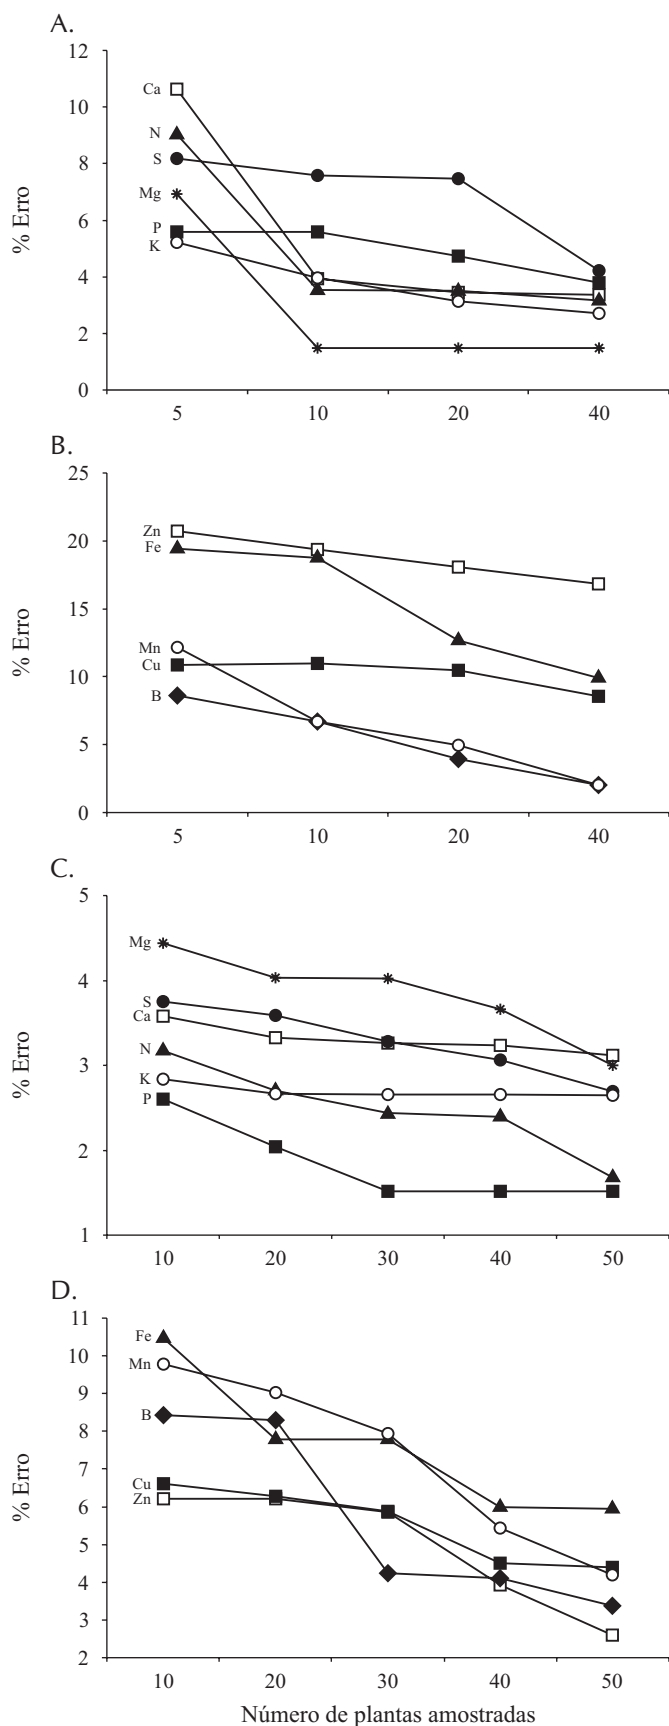 A.
12
10
8
6
4
2
0
% Erro
Ca
N
S
Mg
P
K
5 10 20 40
B.
25
20
15
10
5
0
% Erro
Zn
Fe
Mn
Cu
B
5 10 20 40
C.
5
4
3
2
1
% Erro
Mg
S
Ca
N
K
P
10 20 30 40 50
D.
11
10
9
8
7
6
5
4
3
2
% Erro
Fe
Mn
B
Cu
Zn
10 20 30 40 50
Número de plantas amostradas